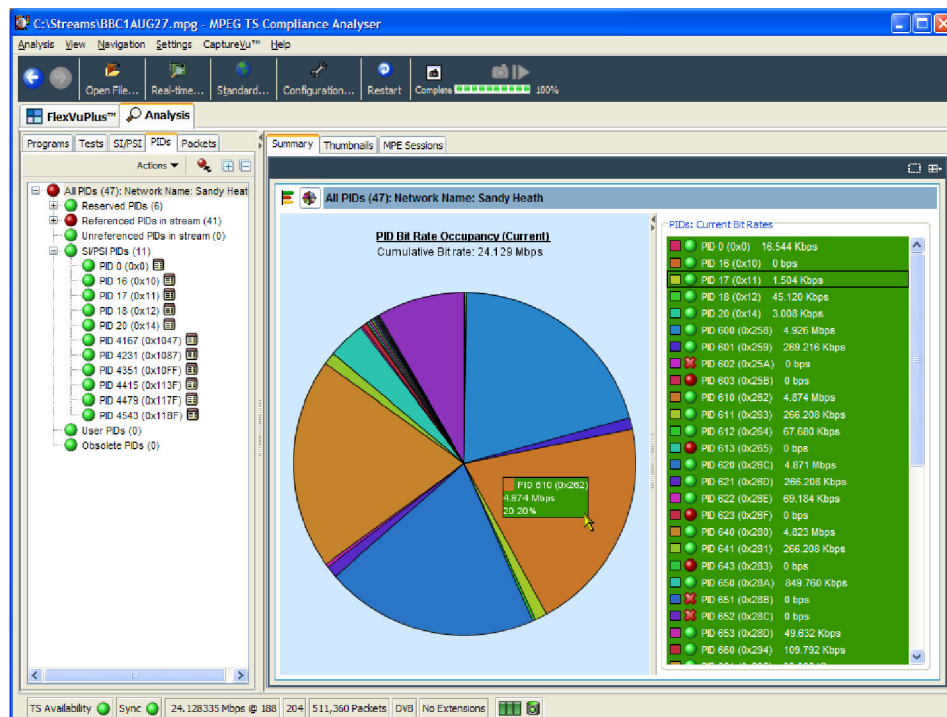 C:\Streams\BBC1AUG27.mpg - MPEG TS Compliance Analyser
Analysis View Navigation Settings CaptureVu™ Help
Open File... Real-time... Standard... Configuration... Restart Complete 100%
FlexVuPlus™ Analysis
Programs Tests SI/PSI PIDs Packets
Actions
All PIDs (47): Network Name: Sandy Heat
Reserved PIDs (6)
Referenced PIDs in stream (41)
Unreferenced PIDs in stream (0)
SI/PSI PIDs (11)
PID 0 (0x0)
PID 16 (0x10)
PID 17 (0x11)
PID 18 (0x12)
PID 20 (0x14)
PID 4167 (0x1047)
PID 4231 (0x1087)
PID 4351 (0x10FF)
PID 4415 (0x113F)
PID 4479 (0x117F)
PID 4543 (0x11BF)
User PIDs (0)
Obsolete PIDs (0)
Summary Thumbnails MPE Sessions
All PIDs (47): Network Name: Sandy Heath
PID Bit Rate Occupancy (Current)
Cumulative Bitrate: 24.129 Mbps
PID 610 (0x262)
4.874 Mbps
20.20%
PIDs: Current Bit Rates
PID 0 (0x0) 16.544 Kbps
PID 16 (0x10) 0 bps
PID 17 (0x11) 1.504 Kbps
PID 18 (0x12) 45.120 Kbps
PID 20 (0x14) 3.008 Kbps
PID 600 (0x258) 4.926 Mbps
PID 601 (0x259) 269.216 Kbps
PID 602 (0x25A) 0 bps
PID 603 (0x25B) 0 bps
PID 610 (0x262) 4.874 Mbps
PID 611 (0x263) 266.208 Kbps
PID 612 (0x264) 67.680 Kbps
PID 613 (0x265) 0 bps
PID 620 (0x26C) 4.871 Mbps
PID 621 (0x26D) 266.208 Kbps
PID 622 (0x26E) 69.184 Kbps
PID 623 (0x26F) 0 bps
PID 640 (0x280) 4.823 Mbps
PID 641 (0x281) 266.208 Kbps
PID 643 (0x283) 0 bps
PID 650 (0x28A) 849.760 Kbps
PID 651 (0x28B) 0 bps
PID 652 (0x28C) 0 bps
PID 653 (0x28D) 49.632 Kbps
PID 660 (0x294) 109.792 Kbps
TS Availability Sync 24.128335 Mbps @ 188 204 511,360 Packets DVB No Extensions